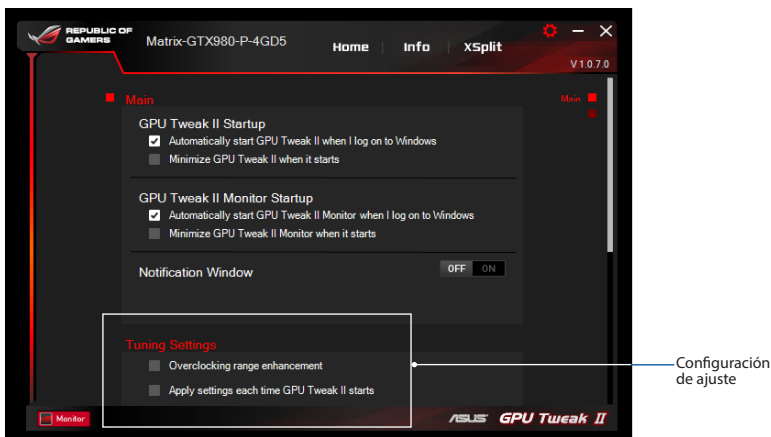 REPUBLIC OF
GAMERS
Matrix-GTX980-P-4GD5
Home
Info
XSplit
V 1.0.7.0
Main
Main
GPU Tweak II Startup
Automatically start GPU Tweak II when I log on to Windows
Minimize GPU Tweak II when it starts
GPU Tweak II Monitor Startup
Automatically start GPU Tweak II Monitor when I log on to Windows
Minimize GPU Tweak II Monitor when it starts
Notification Window
OFF ON
Tuning Settings
Overclocking range enhancement
Apply settings each time GPU Tweak II starts
Configuración
de ajuste
Monitor
ASUS GPU Tweak II